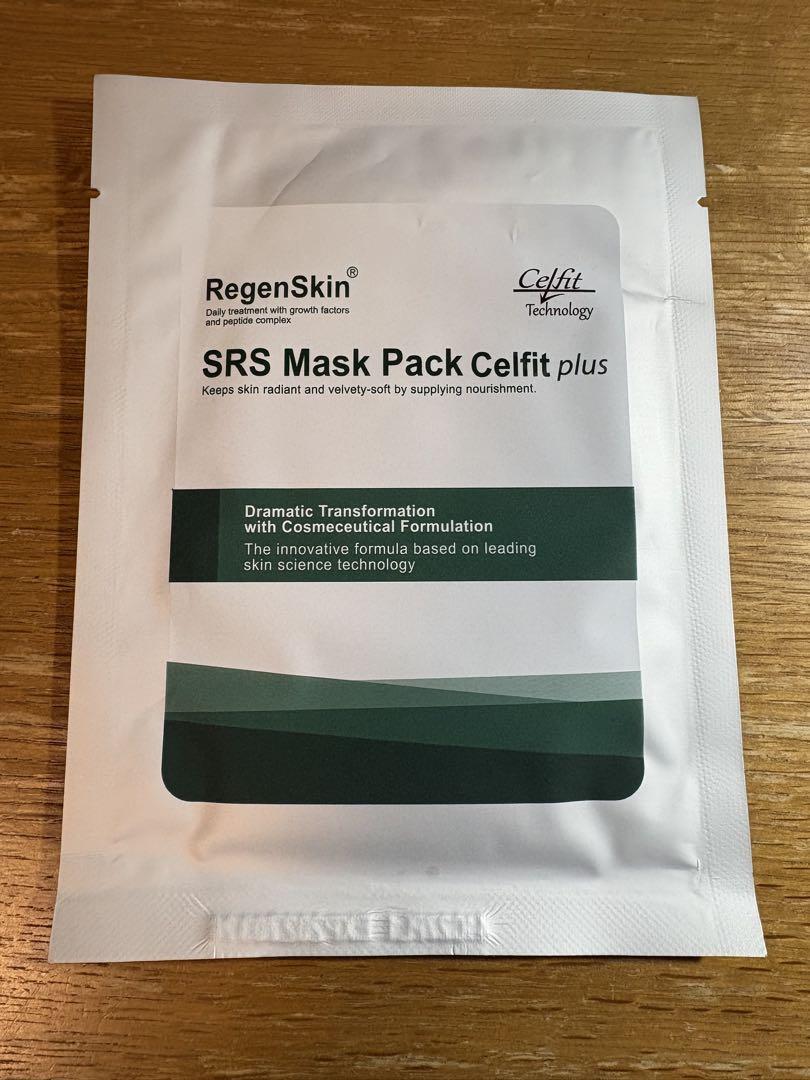 RegenSkin®
Daily treatment with growth factors
and peptide complex
Celfit
Technology
SRS Mask Pack Celfit plus
Keeps skin radiant and velvety-soft by supplying nourishment.
Dramatic Transformation
with Cosmeceutical Formulation
The innovative formula based on leading
skin science technology